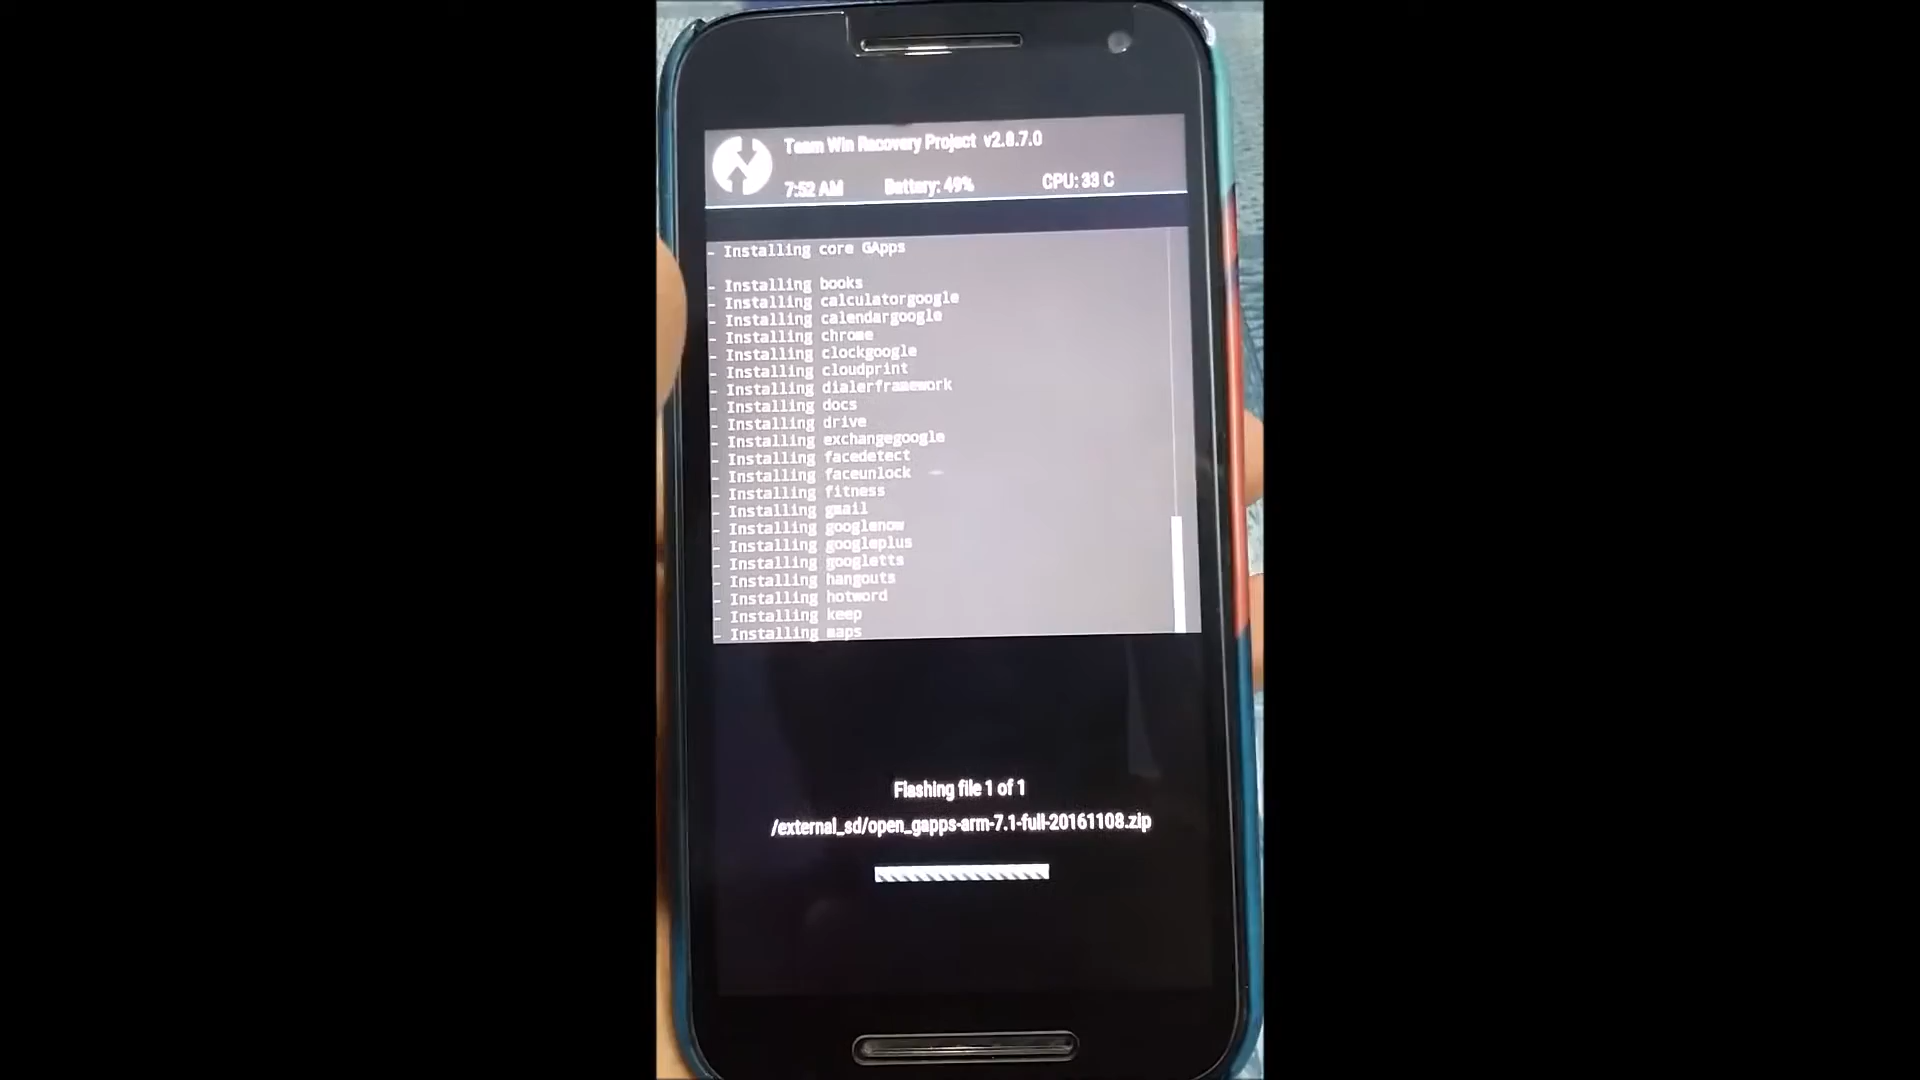 Team Win Recovery Project v2.8.7.0
7:52 AM Battery: 49% CPU: 33 C
- Installing core GApps
- Installing books
- Installing calculatorgoogle
- Installing calendargoogle
- Installing chrome
- Installing clockgoogle
- Installing cloudprint
- Installing dialerframework
- Installing docs
- Installing drive
- Installing exchangegoogle
- Installing facedetect
- Installing faceunlock
- Installing fitness
- Installing gmail
- Installing googlenow
- Installing googleplus
- Installing googletts
- Installing hangouts
- Installing hotword
- Installing keep
- Installing maps
Flashing file 1 of 1
/external_sd/open_gapps-arm-7.1-full-20161108.zip